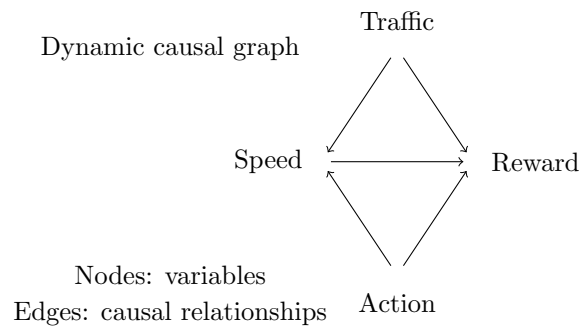 Traffic
Dynamic causal graph
Speed
Reward
Nodes: variables
Edges: causal relationships
Action